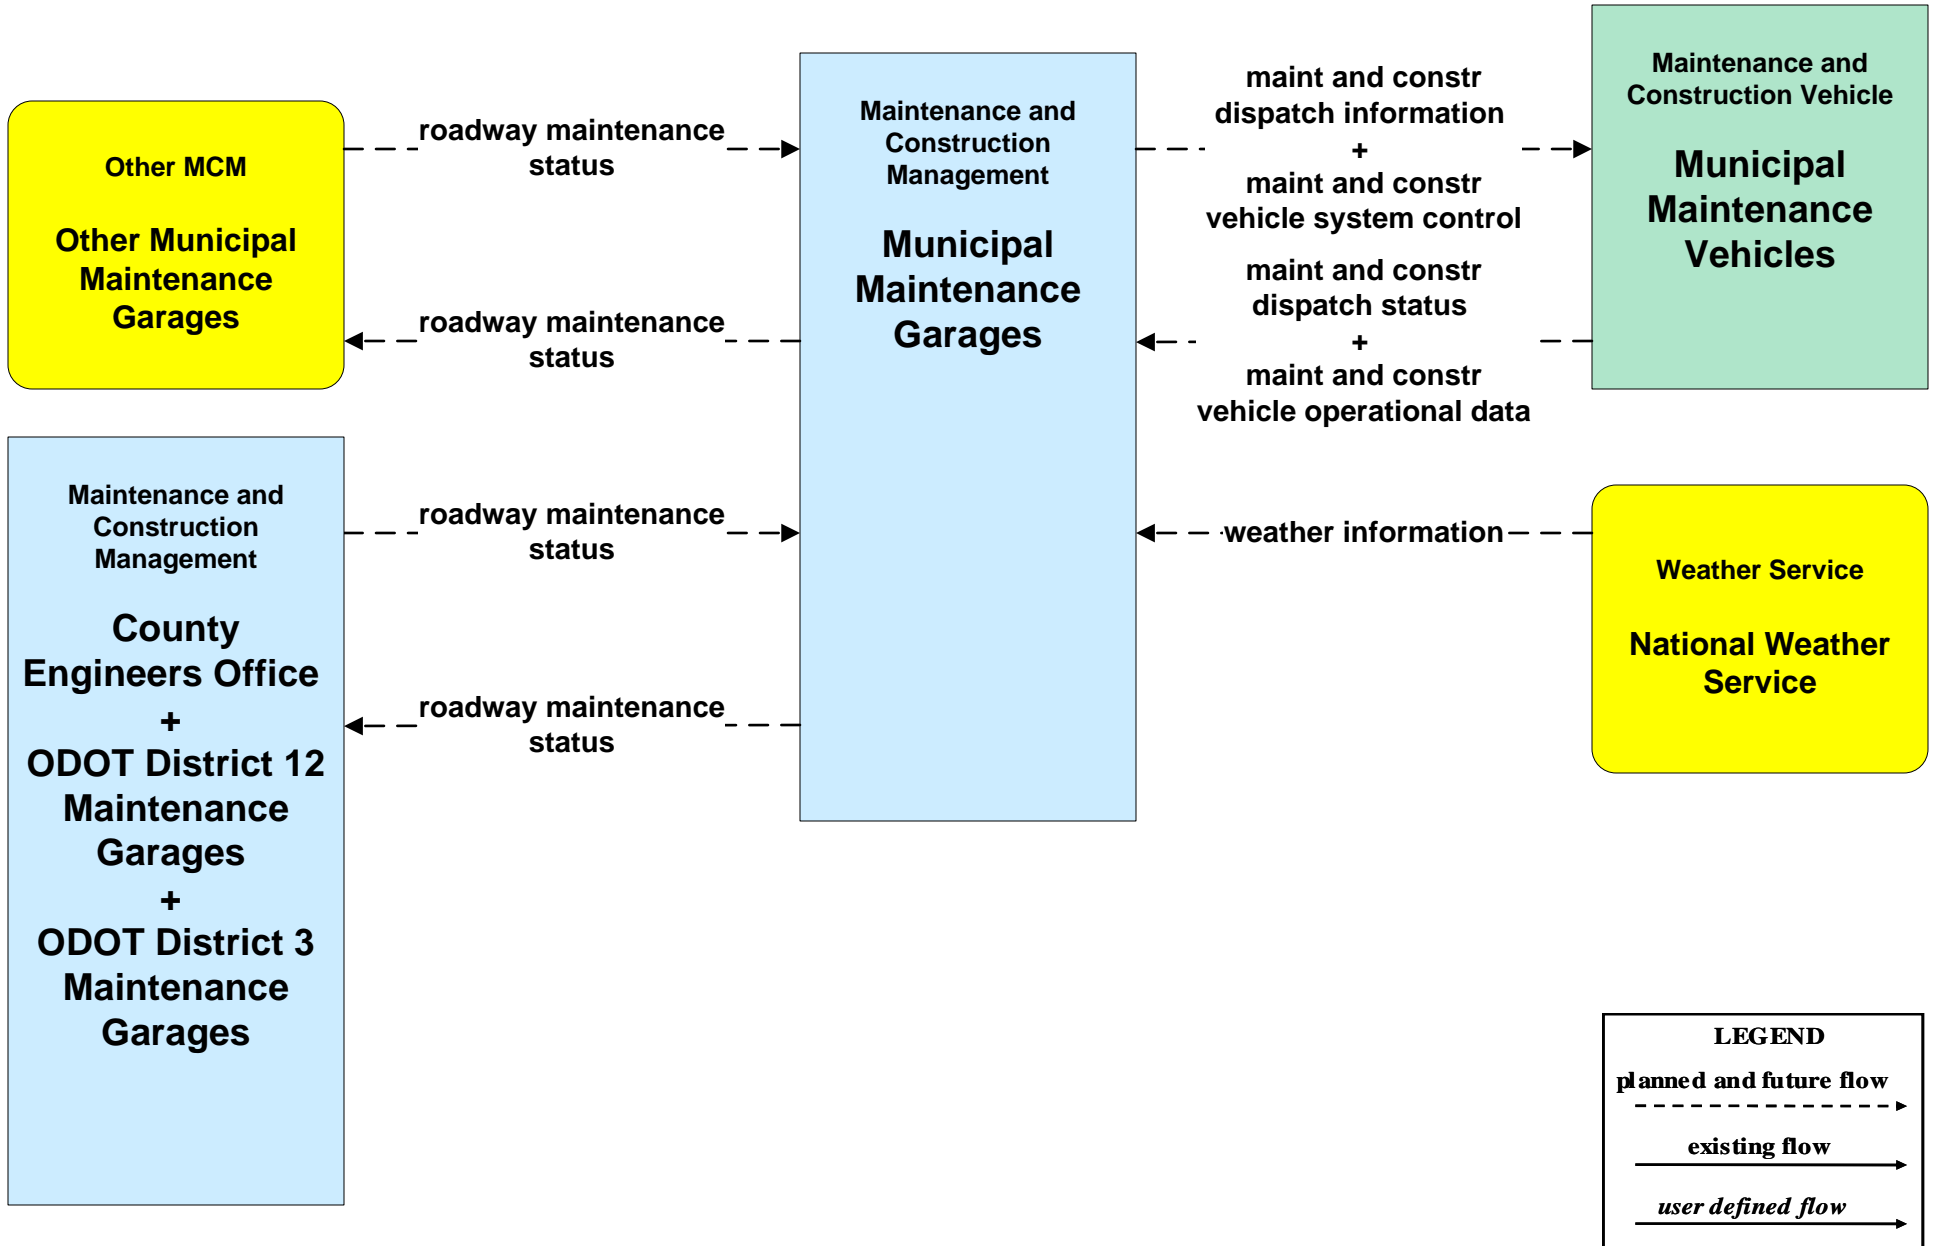 Other MCM
Other Municipal
Maintenance
Garages
roadway maintenance
status
roadway maintenance
status
Maintenance and
Construction
Management
County
Engineers Office
+
ODOT District 12
Maintenance
Garages
+
ODOT District 3
Maintenance
Garages
roadway maintenance
status
roadway maintenance
status
Maintenance and
Construction
Management
Municipal
Maintenance
Garages
maint and constr
dispatch information
+
maint and constr
vehicle system control
maint and constr
dispatch status
+
maint and constr
vehicle operational data
weather information
Maintenance and
Construction Vehicle
Municipal
Maintenance
Vehicles
Weather Service
National Weather
Service
LEGEND
planned and future flow
existing flow
user defined flow